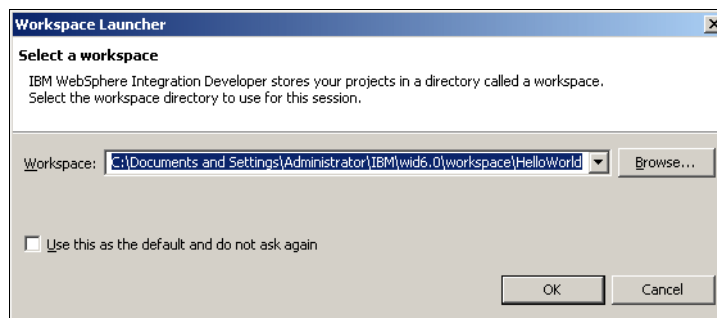 Workspace Launcher
Select a workspace
IBM WebSphere Integration Developer stores your projects in a directory called a workspace.
Select the workspace directory to use for this session.
Workspace: C:\Documents and Settings\Administrator\IBM\wid6.0\workspace\HelloWorld Browse...
Use this as the default and do not ask again
OK Cancel